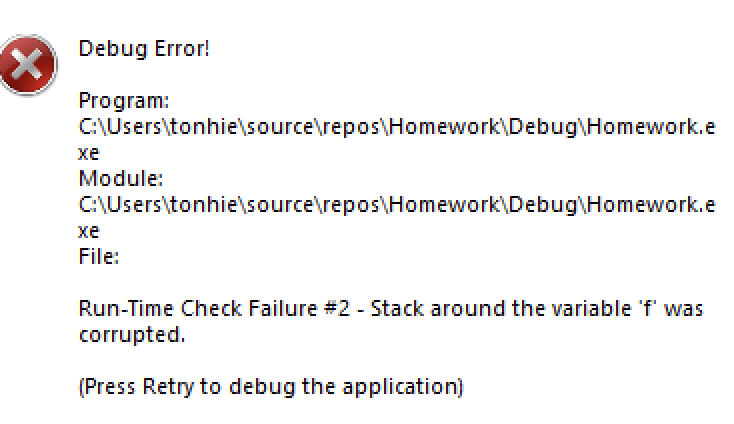 Debug Error!
Program:
C:\Users\tonhie\source\repos\Homework\Debug\Homework.e
xe
Module:
C:\Users\tonhie\source\repos\Homework\Debug\Homework.e
xe
File:
Run-Time Check Failure #2 - Stack around the variable 'f' was
corrupted.
(Press Retry to debug the application)